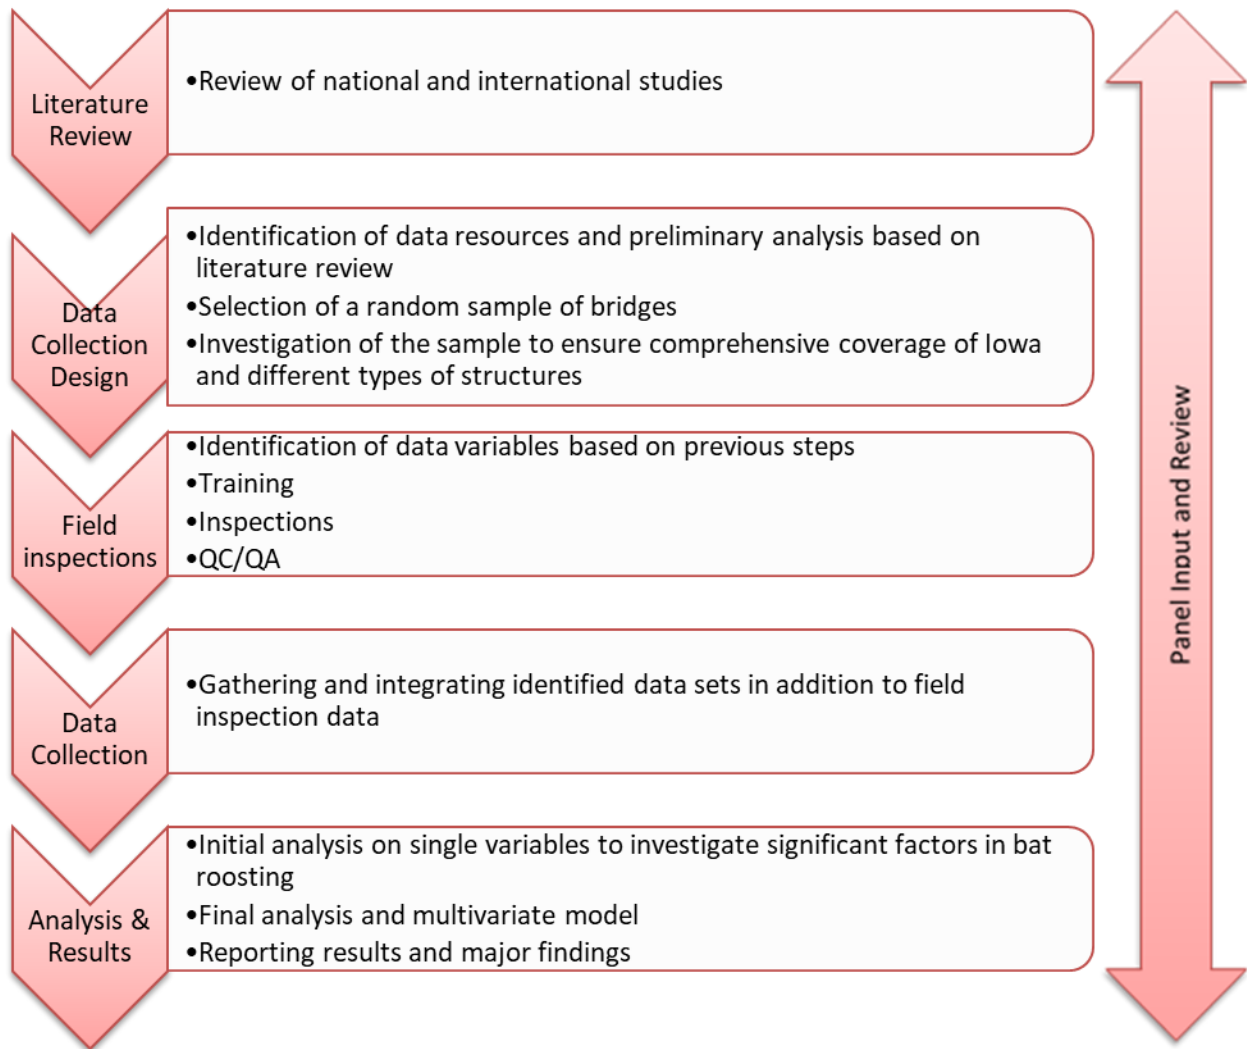 Literature
Review
•Review of national and international studies
Data
Collection
Design
•Identification of data resources and preliminary analysis based on
literature review
•Selection of a random sample of bridges
•Investigation of the sample to ensure comprehensive coverage of Iowa
and different types of structures
Field
inspections
•Identification of data variables based on previous steps
•Training
•Inspections
•QC/QA
Data
Collection
•Gathering and integrating identified data sets in addition to field
inspection data
Analysis &
Results
•Initial analysis on single variables to investigate significant factors in bat
roosting
•Final analysis and multivariate model
•Reporting results and major findings
Panel Input and Review